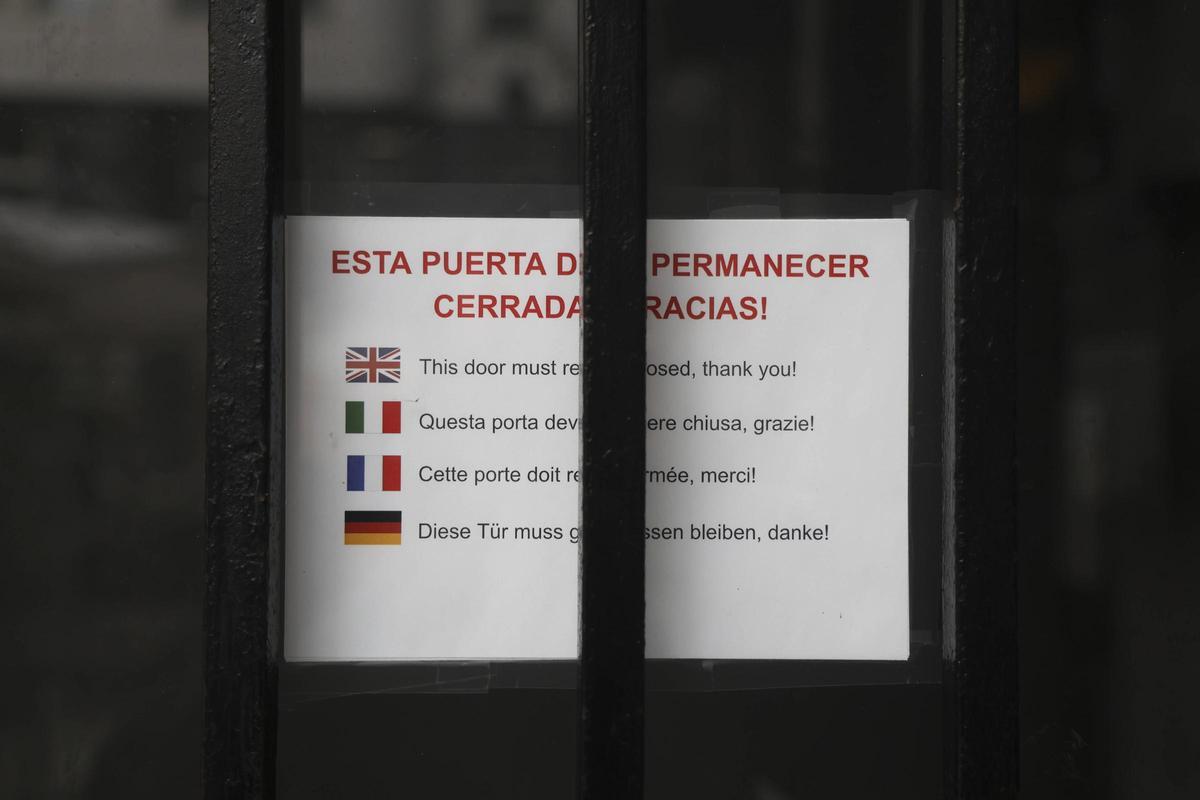 ESTA PUERTA PERMANECER
CERRADA
This door must thank you!
Questa porta chiusa, grazie!
Cette porte doit merci!
Diese Tür muss bleiben, danke!